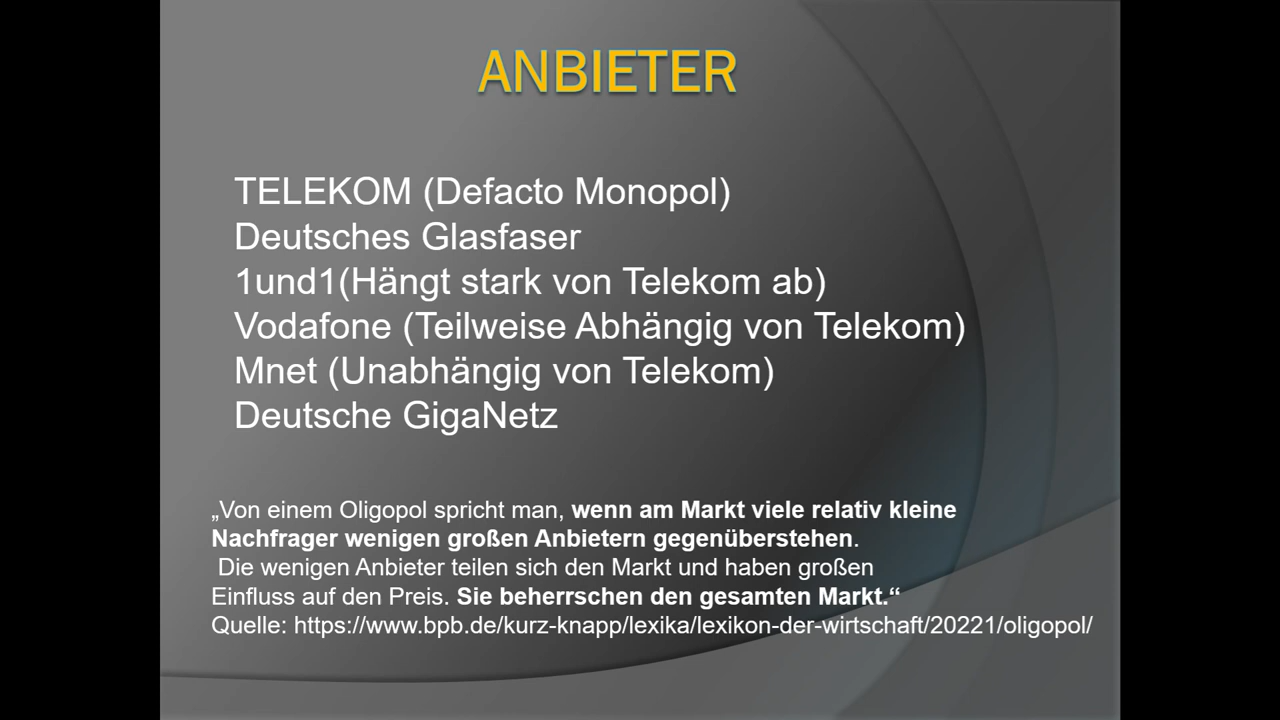 ANBIETER
TELEKOM (Defacto Monopol)
Deutsches Glasfaser
1und1(Hängt stark von Telekom ab)
Vodafone (Teilweise Abhängig von Telekom)
Mnet (Unabhängig von Telekom)
Deutsche GigaNetz
„Von einem Oligopol spricht man, wenn am Markt viele relativ kleine
Nachfrager wenigen großen Anbietern gegenüberstehen.
Die wenigen Anbieter teilen sich den Markt und haben großen
Einfluss auf den Preis. Sie beherrschen den gesamten Markt.“
Quelle: https://www.bpb.de/kurz-knapp/lexika/lexikon-der-wirtschaft/20221/oligopol/